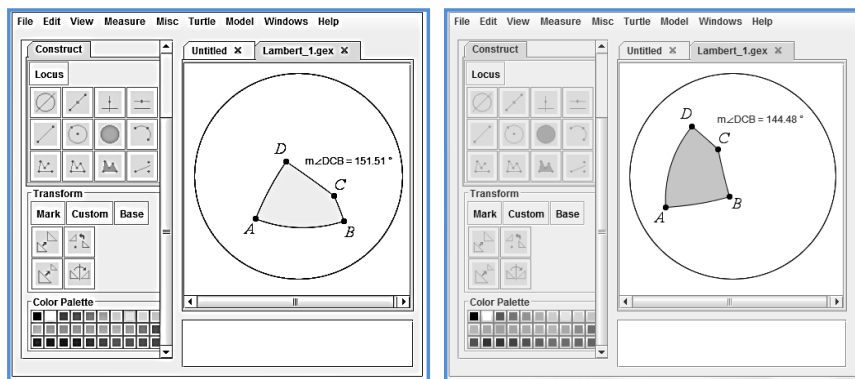 File Edit View Measure Misc Turtle Model Windows Help
Construct
Untitled × Lambert_1.gex ×
Locus
D
m∠DCB = 151.51 °
C
A
B
Transform
Mark Custom Base
Color Palette
File Edit View Measure Misc Turtle Model Windows Help
Construct
Untitled × Lambert_1.gex ×
Locus
D
m∠DCB = 144.48 °
C
A
B
Transform
Mark Custom Base
Color Palette